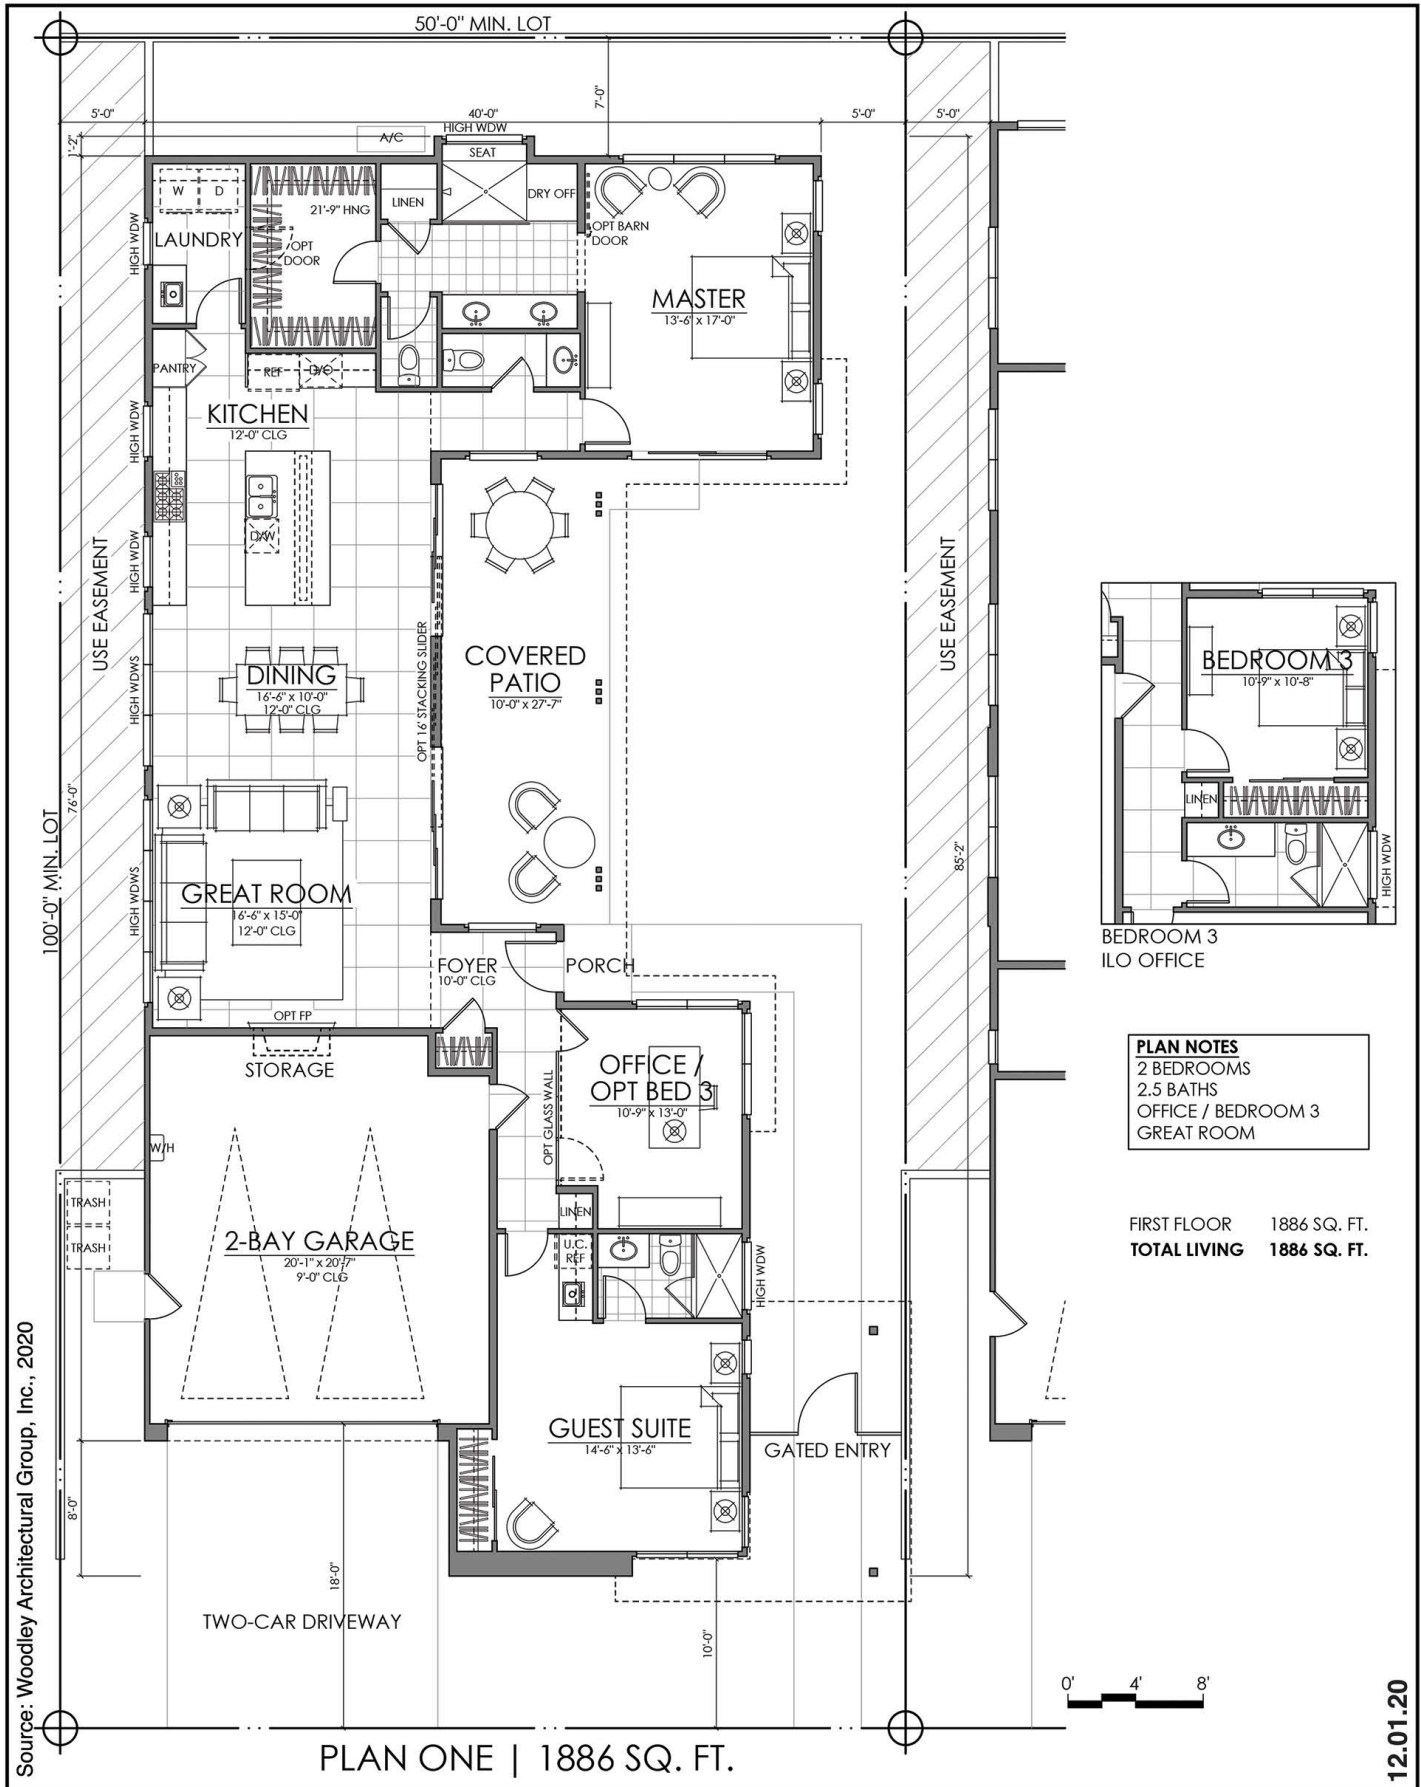 50'-0" MIN. LOT
5'-0"
40'-0"
7'-0"
5'-0"
5'-0"
1'-2"
A/C
HIGH WDW
SEAT
W
D
21'-9" HNG
LINEN
DRY OFF
HIGH WDW
LAUNDRY
OPT
DOOR
OPT BARN
DOOR
MASTER
13'-6" x 17'-0"
PANTRY
REF
D/O
KITCHEN
12'-0" CLG
HIGH WDW
D/W
HIGH WDW
USE EASEMENT
USE EASEMENT
COVERED
PATIO
10'-0" x 27'-7"
DINING
16'-6" x 10'-0"
12'-0" CLG
HIGH WDWS
OPT 16' STACKING SLIDER
BEDROOM 3
10'-9" x 10'-8"
LINEN
HIGH WDW
BEDROOM 3
ILO OFFICE
76'-0"
100'-0" MIN. LOT
85'-2"
GREAT ROOM
16'-6" x 15'-0"
12'-0" CLG
HIGH WDWS
FOYER
10'-0" CLG
PORCH
OPT FP
STORAGE
OFFICE /
OPT BED 3
10'-9" x 13'-0"
OPT GLASS WALL
PLAN NOTES
2 BEDROOMS
2.5 BATHS
OFFICE / BEDROOM 3
GREAT ROOM
W/H
TRASH
TRASH
LINEN
U.C.
REF
HIGH WDW
2-BAY GARAGE
20'-1" x 20'-7"
9'-0" CLG
FIRST FLOOR 1886 SQ. FT.
TOTAL LIVING 1886 SQ. FT.
GUEST SUITE
14'-6" x 13'-6"
GATED ENTRY
8'-0"
18'-0"
10'-0"
TWO-CAR DRIVEWAY
0' 4' 8'
PLAN ONE | 1886 SQ. FT.
Source: Woodley Architectural Group, Inc., 2020
12.01.20